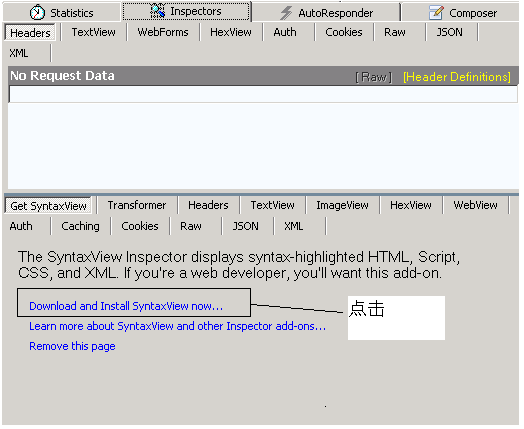 Statistics Inspectors AutoResponder Composer
Headers TextView WebForms HexView Auth Cookies Raw JSON
XML
No Request Data [Raw] [Header Definitions]
Get SyntaxView Transformer Headers TextView ImageView HexView WebView
Auth Caching Cookies Raw JSON XML
The SyntaxView Inspector displays syntax-highlighted HTML, Script,
CSS, and XML. If you're a web developer, you'll want this add-on.
Download and Install SyntaxView now...
点击
Learn more about SyntaxView and other Inspector add-ons...
Remove this page